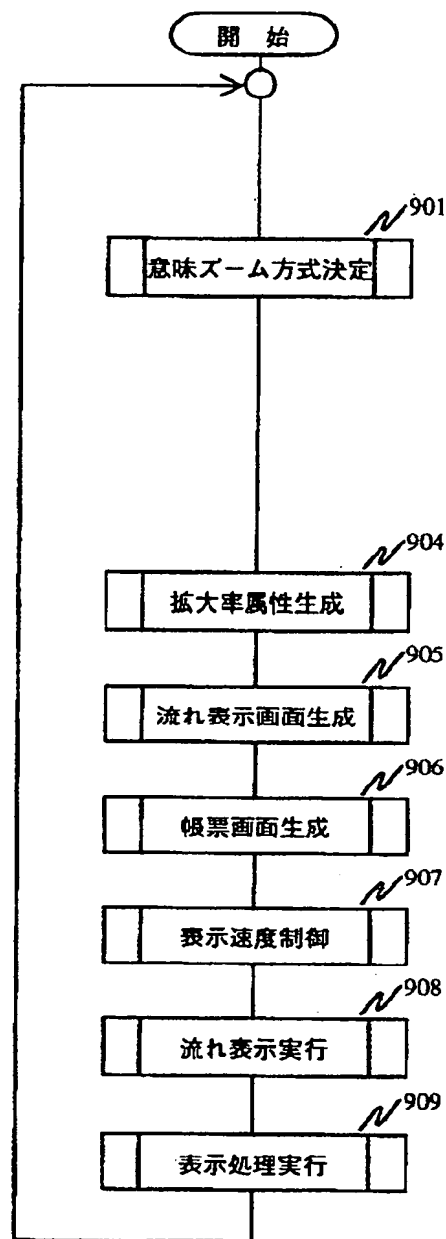 開 始
901
意味ズーム方式決定
904
拡大率属性生成
905
流れ表示画面生成
906
帳票画面生成
907
表示速度制御
908
流れ表示実行
909
表示処理実行